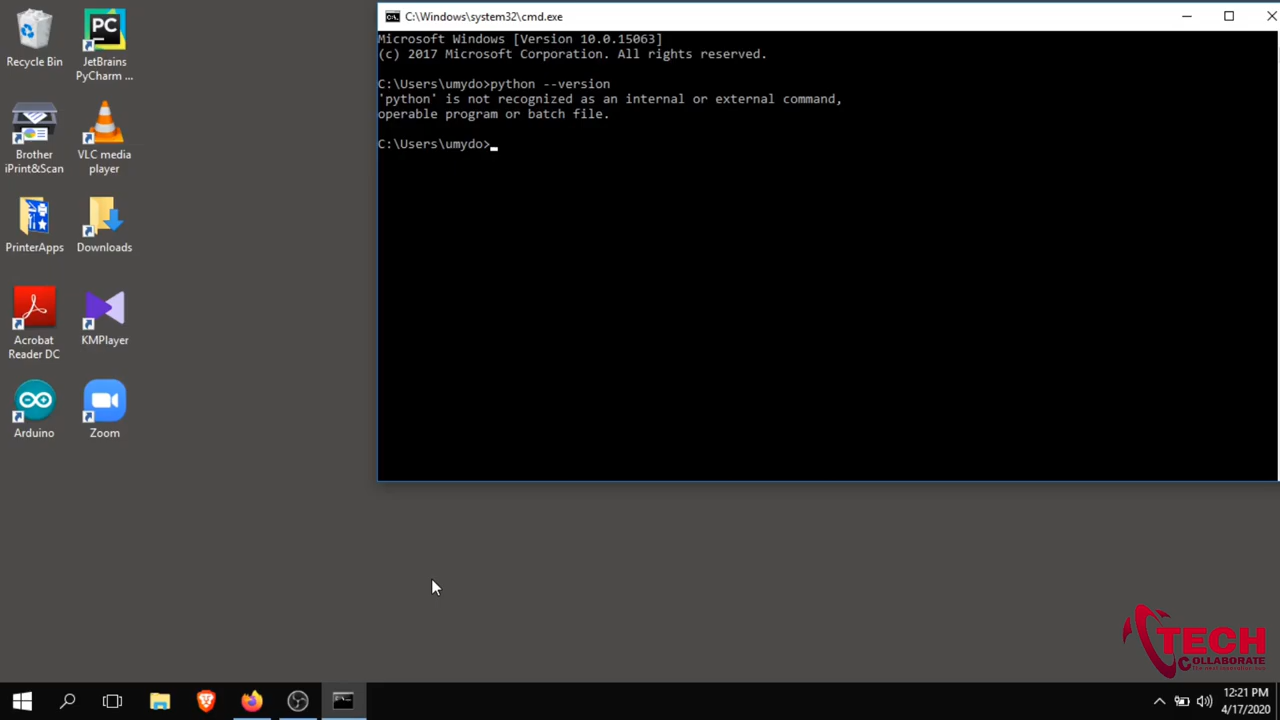 C:\Windows\system32\cmd.exe
Microsoft Windows [Version 10.0.15063]
(c) 2017 Microsoft Corporation. All rights reserved.
C:\Users\umydo>python --version
'python' is not recognized as an internal or external command,
operable program or batch file.
C:\Users\umydo>
Recycle Bin
PC
JetBrains
PyCharm ...
Brother
iPrint&Scan
VLC media
player
PrinterApps
Downloads
Acrobat
Reader DC
KMPlayer
Arduino
Zoom
TECH
COLLABORATE
12:21 PM
4/17/2020